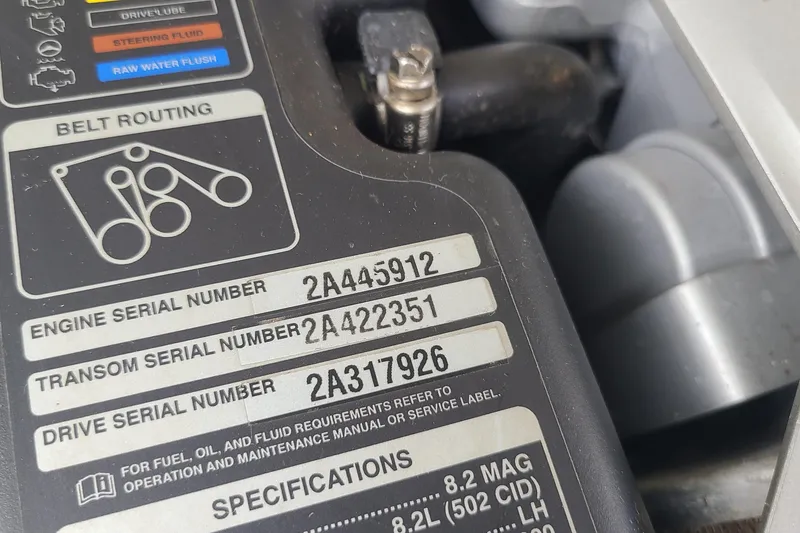 DRIVE LUBE
STEERING FLUID
RAW WATER FLUSH
BELT ROUTING
ENGINE SERIAL NUMBER 2A445912
TRANSOM SERIAL NUMBER 2A422351
DRIVE SERIAL NUMBER 2A317926
FOR FUEL, OIL, AND FLUID REQUIREMENTS REFER TO
OPERATION AND MAINTENANCE MANUAL OR SERVICE LABEL.
SPECIFICATIONS
8.2 MAG
8.2L (502 CID)
LH